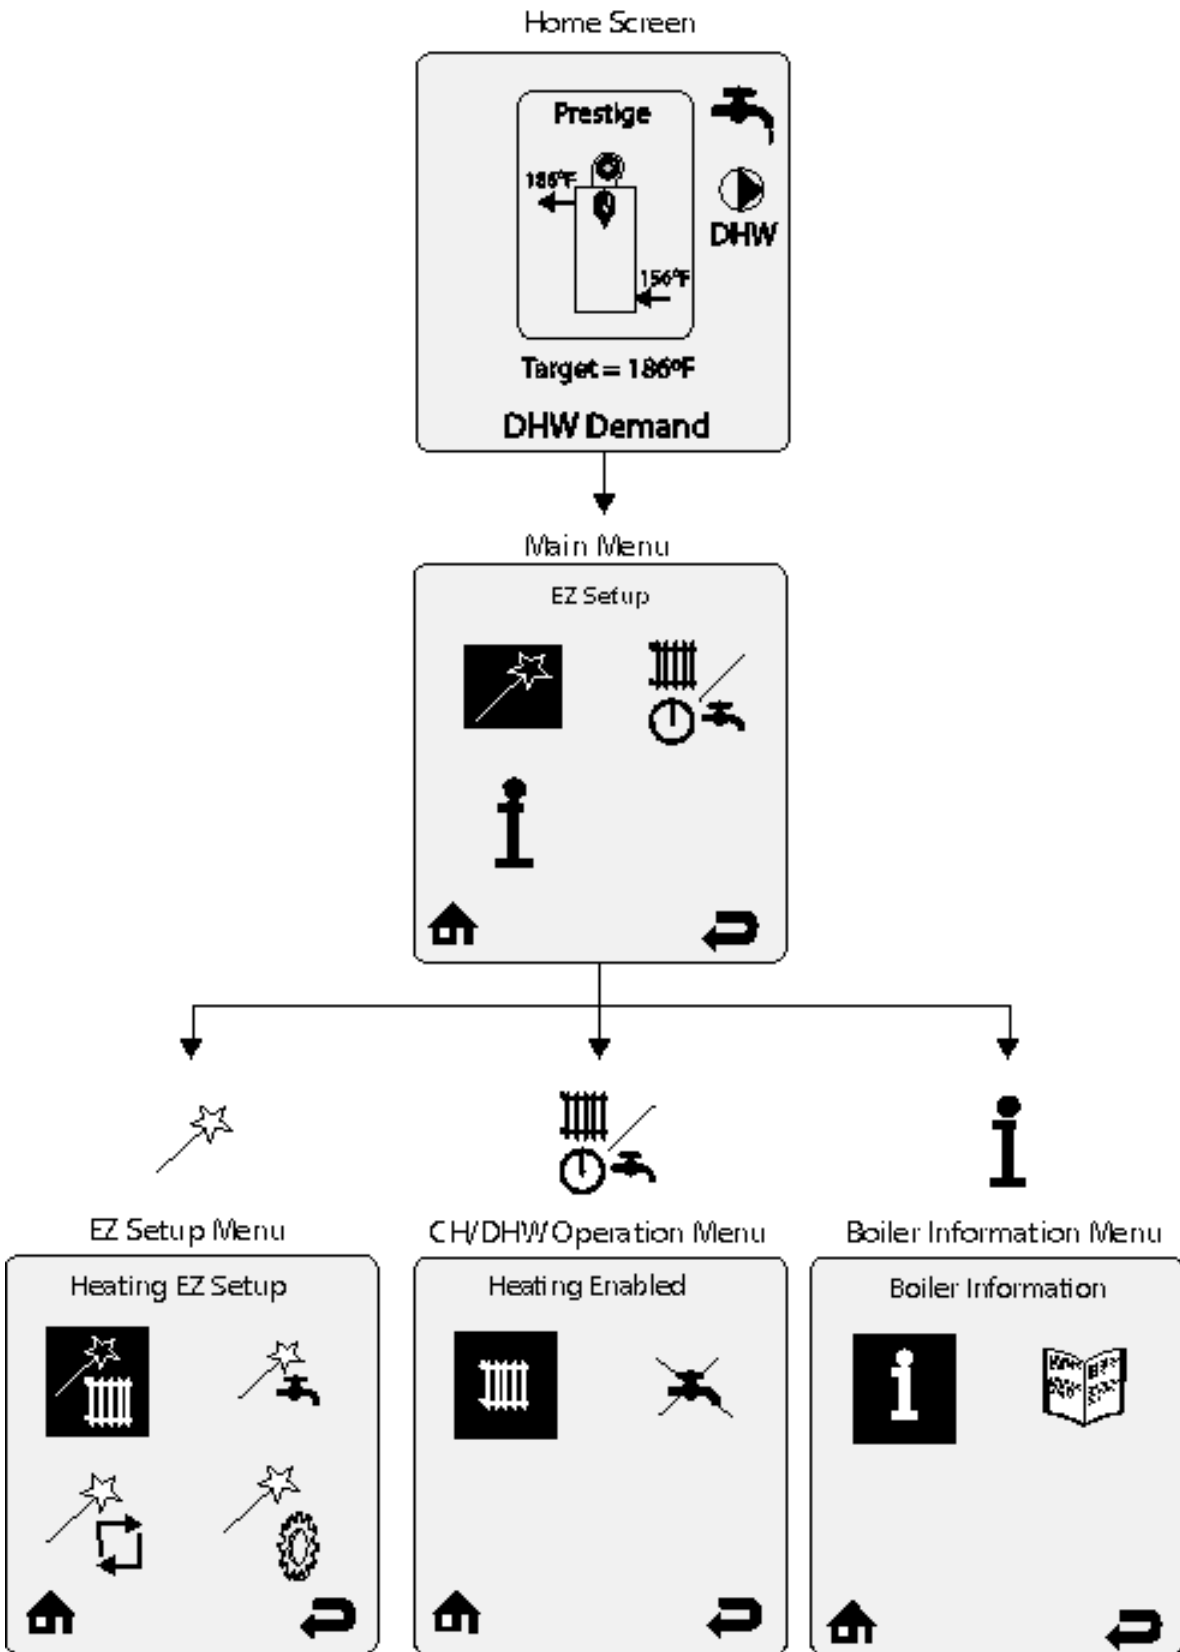 Home Screen
Prestige
186°F
DHW
156°F
Target = 186ºF
DHW Demand
Main Menu
EZ Setup
EZ Setup Menu
CH/DHW Operation Menu
Boiler Information Menu
Heating EZ Setup
Heating Enabled
Boiler Information